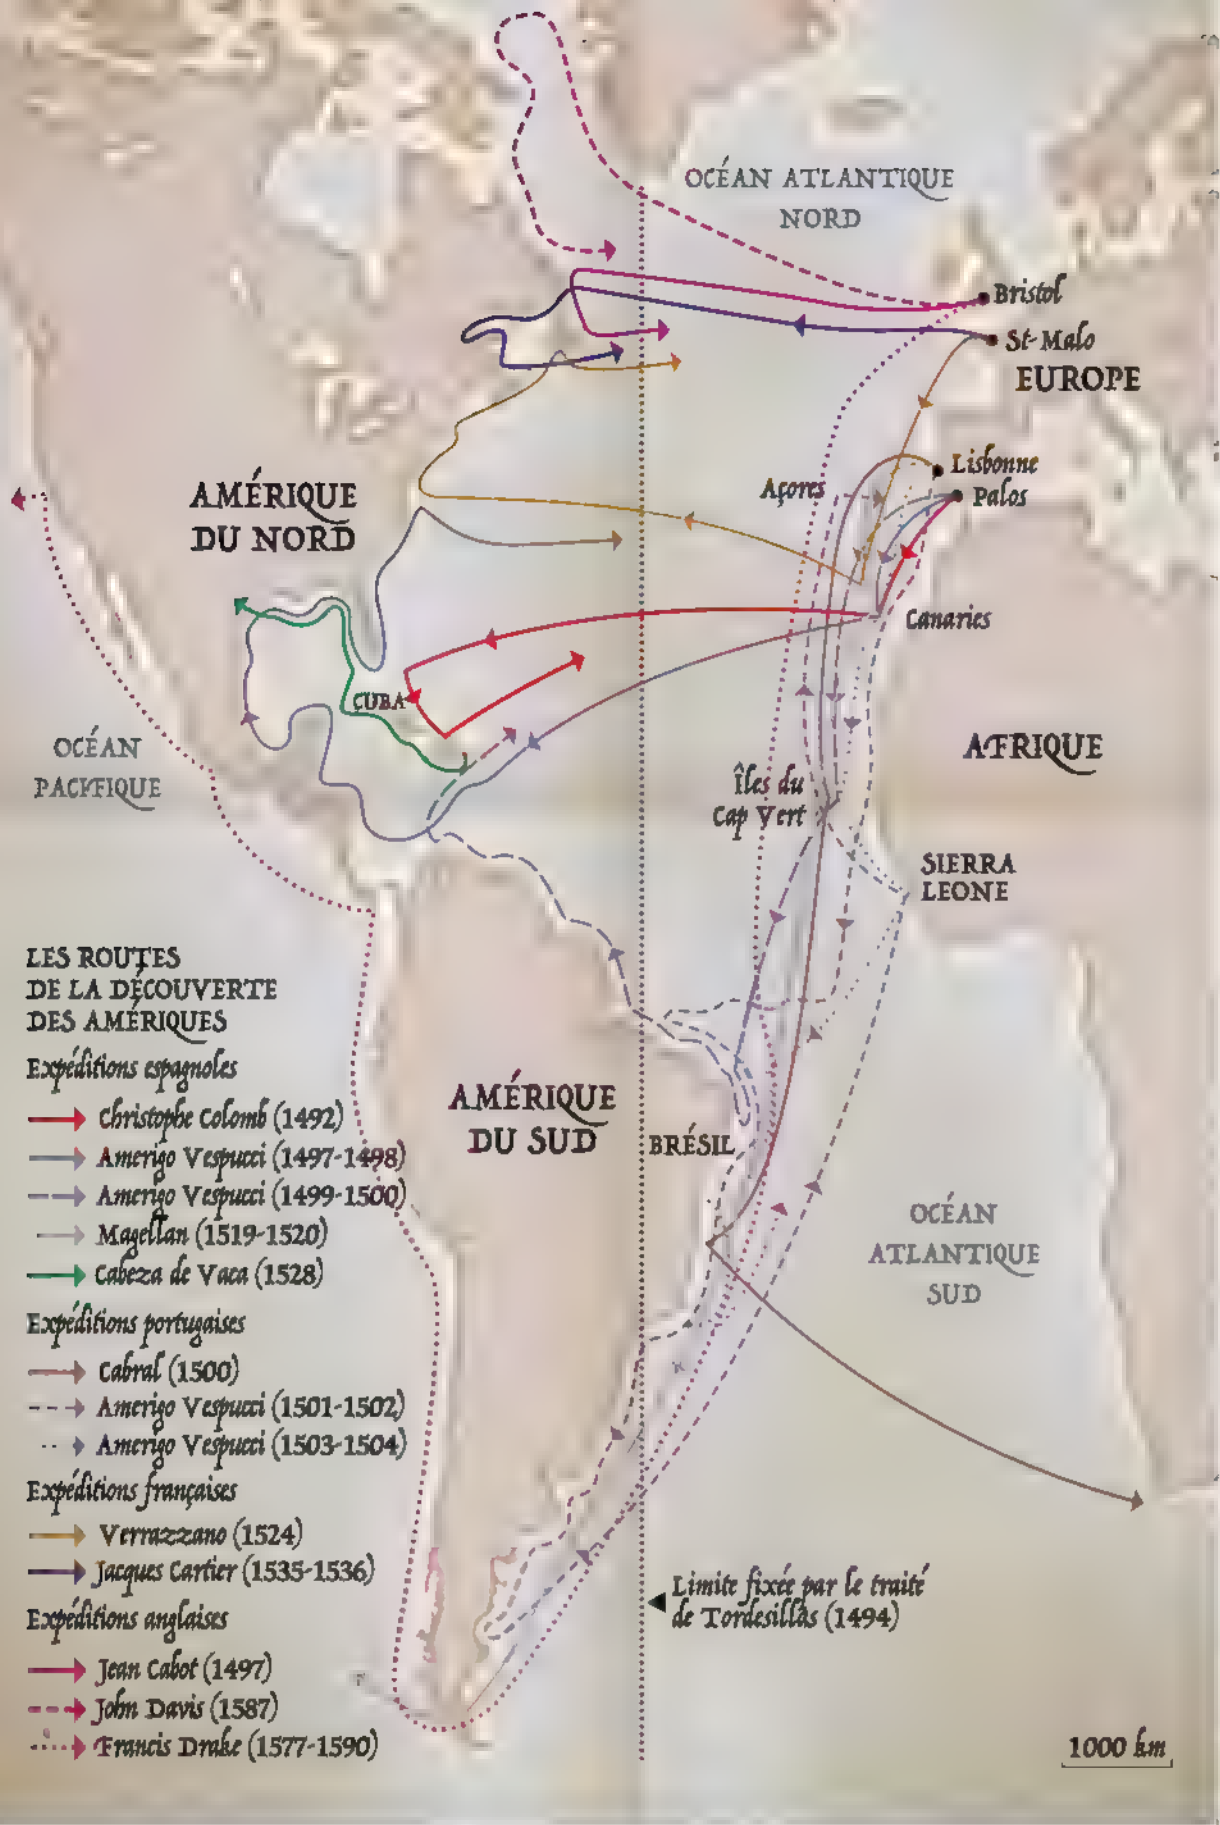 OCÉAN ATLANTIQUE
NORD
Bristol
St-Malo
EUROPE
Lisbonne
Açores
Palos
AMÉRIQUE
DU NORD
Canaries
CUBA
OCÉAN
PACIFIQUE
AFRIQUE
Îles du
Cap Vert
SIERRA
LEONE
LES ROUTES
DE LA DÉCOUVERTE
DES AMÉRIQUES
Expéditions espagnoles
Christophe Colomb (1492)
Amerigo Vespucci (1497-1498)
Amerigo Vespucci (1499-1500)
Magellan (1519-1520)
Cabeza de Vaca (1528)
Expéditions portugaises
Cabral (1500)
Amerigo Vespucci (1501-1502)
Amerigo Vespucci (1503-1504)
Expéditions françaises
Verrazzano (1524)
Jacques Cartier (1535-1536)
Expéditions anglaises
Jean Cabot (1497)
John Davis (1587)
Francis Drake (1577-1590)
AMÉRIQUE
DU SUD
BRÉSIL
OCÉAN
ATLANTIQUE
SUD
Limite fixée par le traité
de Tordesillas (1494)
1000 km